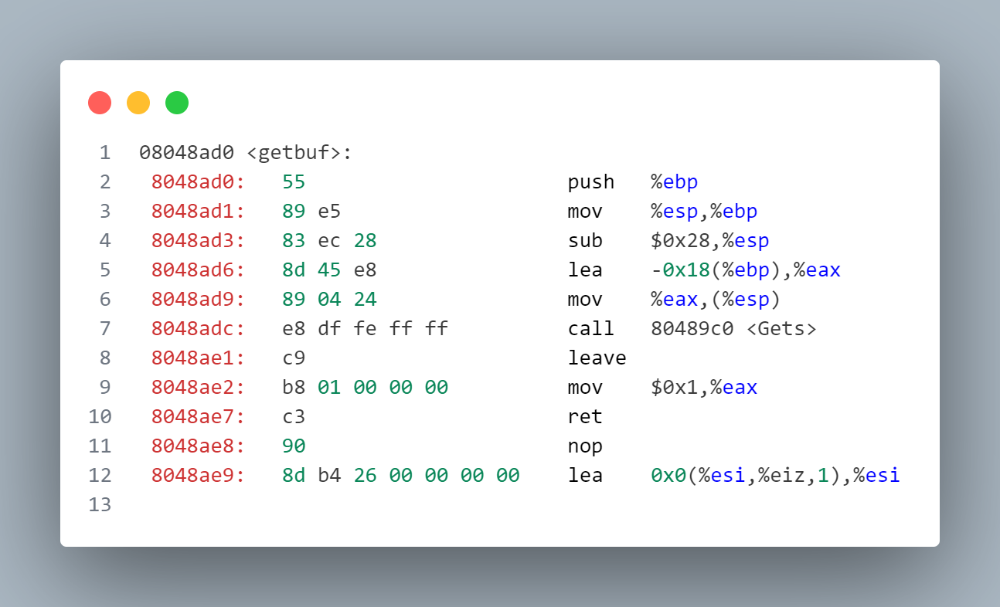 1 08048ad0 <getbuf>:
2 8048ad0: 55 push %ebp
3 8048ad1: 89 e5 mov %esp,%ebp
4 8048ad3: 83 ec 28 sub $0x28,%esp
5 8048ad6: 8d 45 e8 lea -0x18(%ebp),%eax
6 8048ad9: 89 04 24 mov %eax,(%esp)
7 8048adc: e8 df fe ff ff call 80489c0 <Gets>
8 8048ae1: c9 leave
9 8048ae2: b8 01 00 00 00 mov $0x1,%eax
10 8048ae7: c3 ret
11 8048ae8: 90 nop
12 8048ae9: 8d b4 26 00 00 00 00 lea 0x0(%esi,%eiz,1),%esi
13